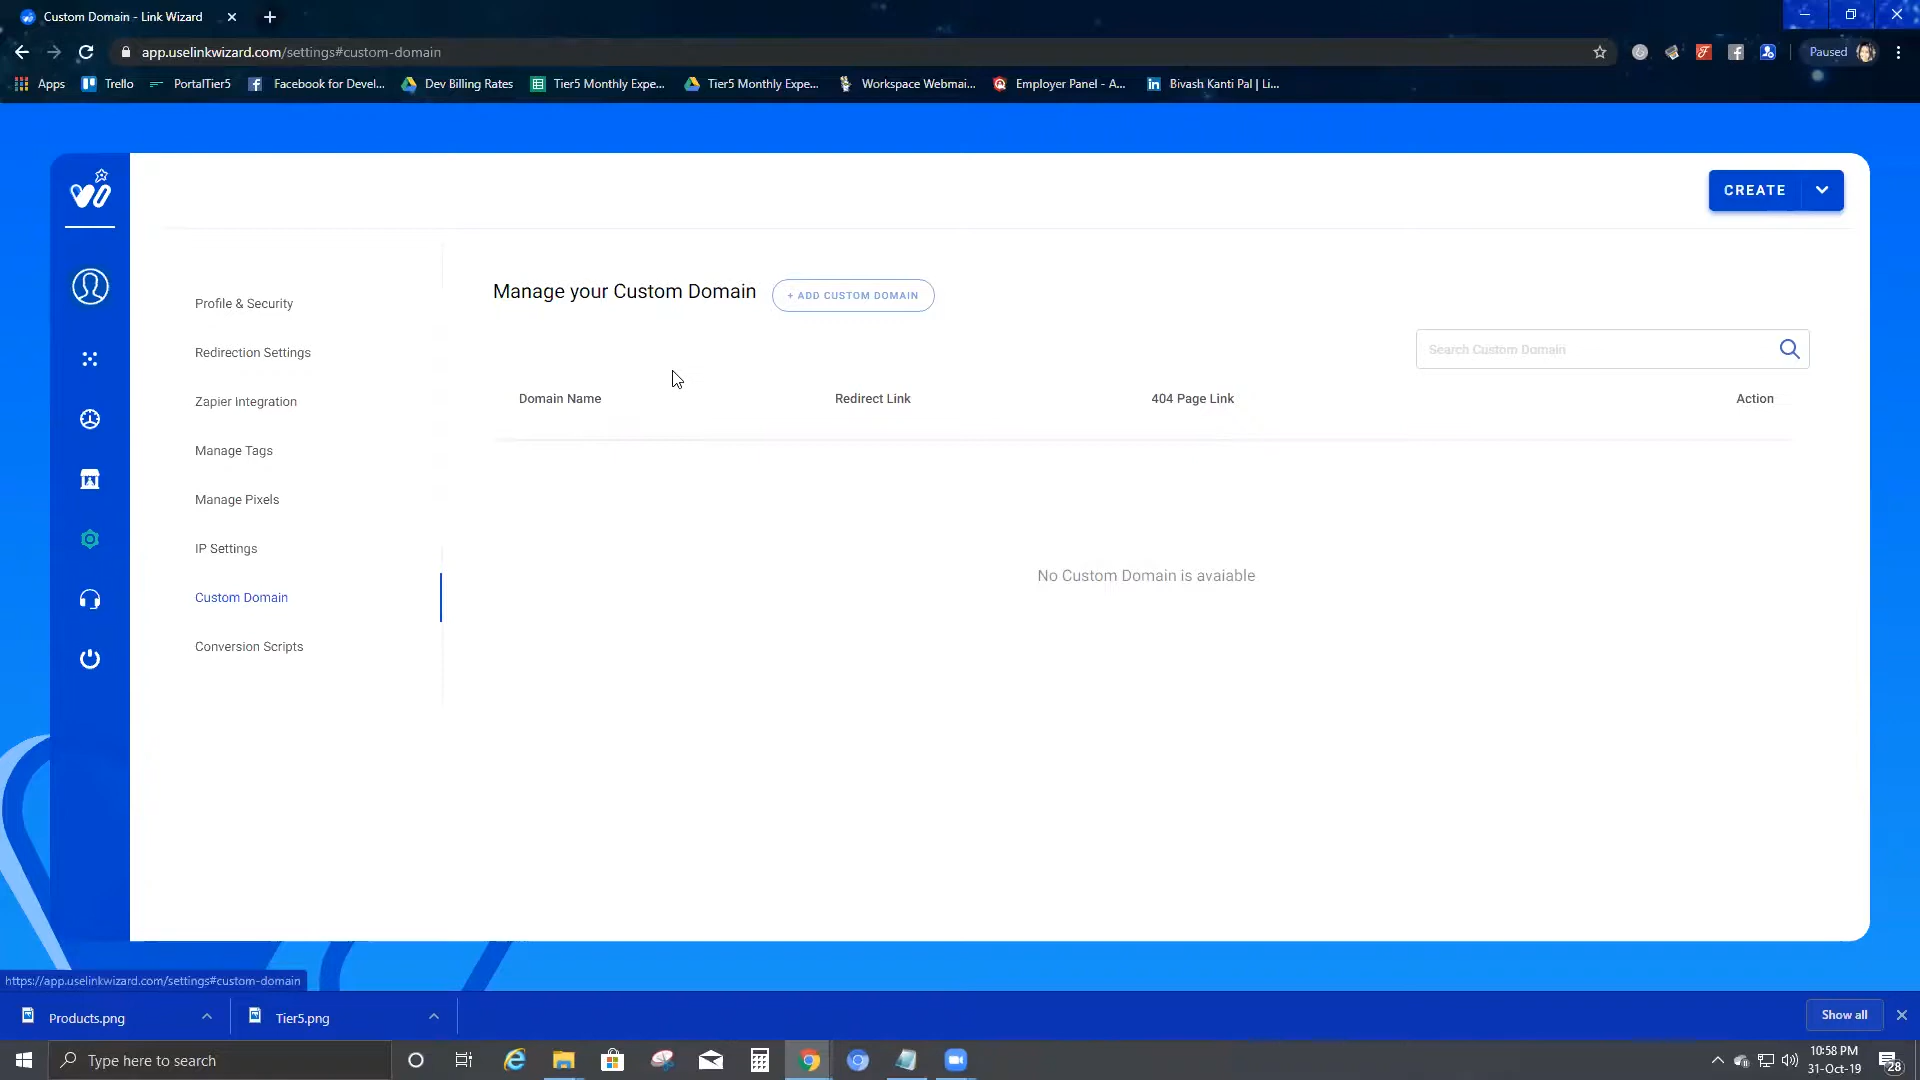 Custom Domain - Link Wizard
app.uselinkwizard.com/settings#custom-domain
Paused
Apps
Trello
PortalTier5
Facebook for Devel...
Dev Billing Rates
Tier5 Monthly Expe...
Tier5 Monthly Expe...
Workspace Webmai...
Employer Panel - A...
Bivash Kanti Pal | Li...
CREATE
Profile & Security
Redirection Settings
Zapier Integration
Manage Tags
Manage Pixels
IP Settings
Custom Domain
Conversion Scripts
Manage your Custom Domain
+ ADD CUSTOM DOMAIN
Search Custom Domain
Domain Name Redirect Link 404 Page Link Action
No Custom Domain is avaiable
https://app.uselinkwizard.com/settings#custom-domain
Products.png
Tier5.png
Show all
Type here to search
10:58 PM
31-Oct-19
28